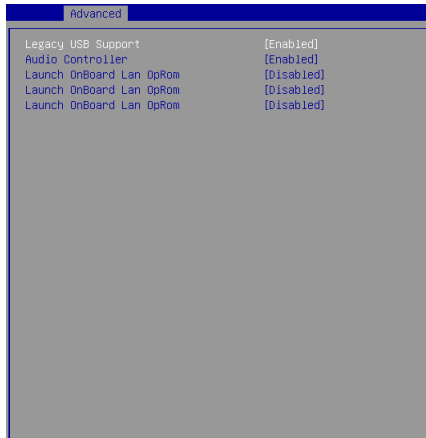 Advanced
Legacy USB Support [Enabled]
Audio Controller [Enabled]
Launch OnBoard Lan OpRom [Disabled]
Launch OnBoard Lan OpRom [Disabled]
Launch OnBoard Lan OpRom [Disabled]